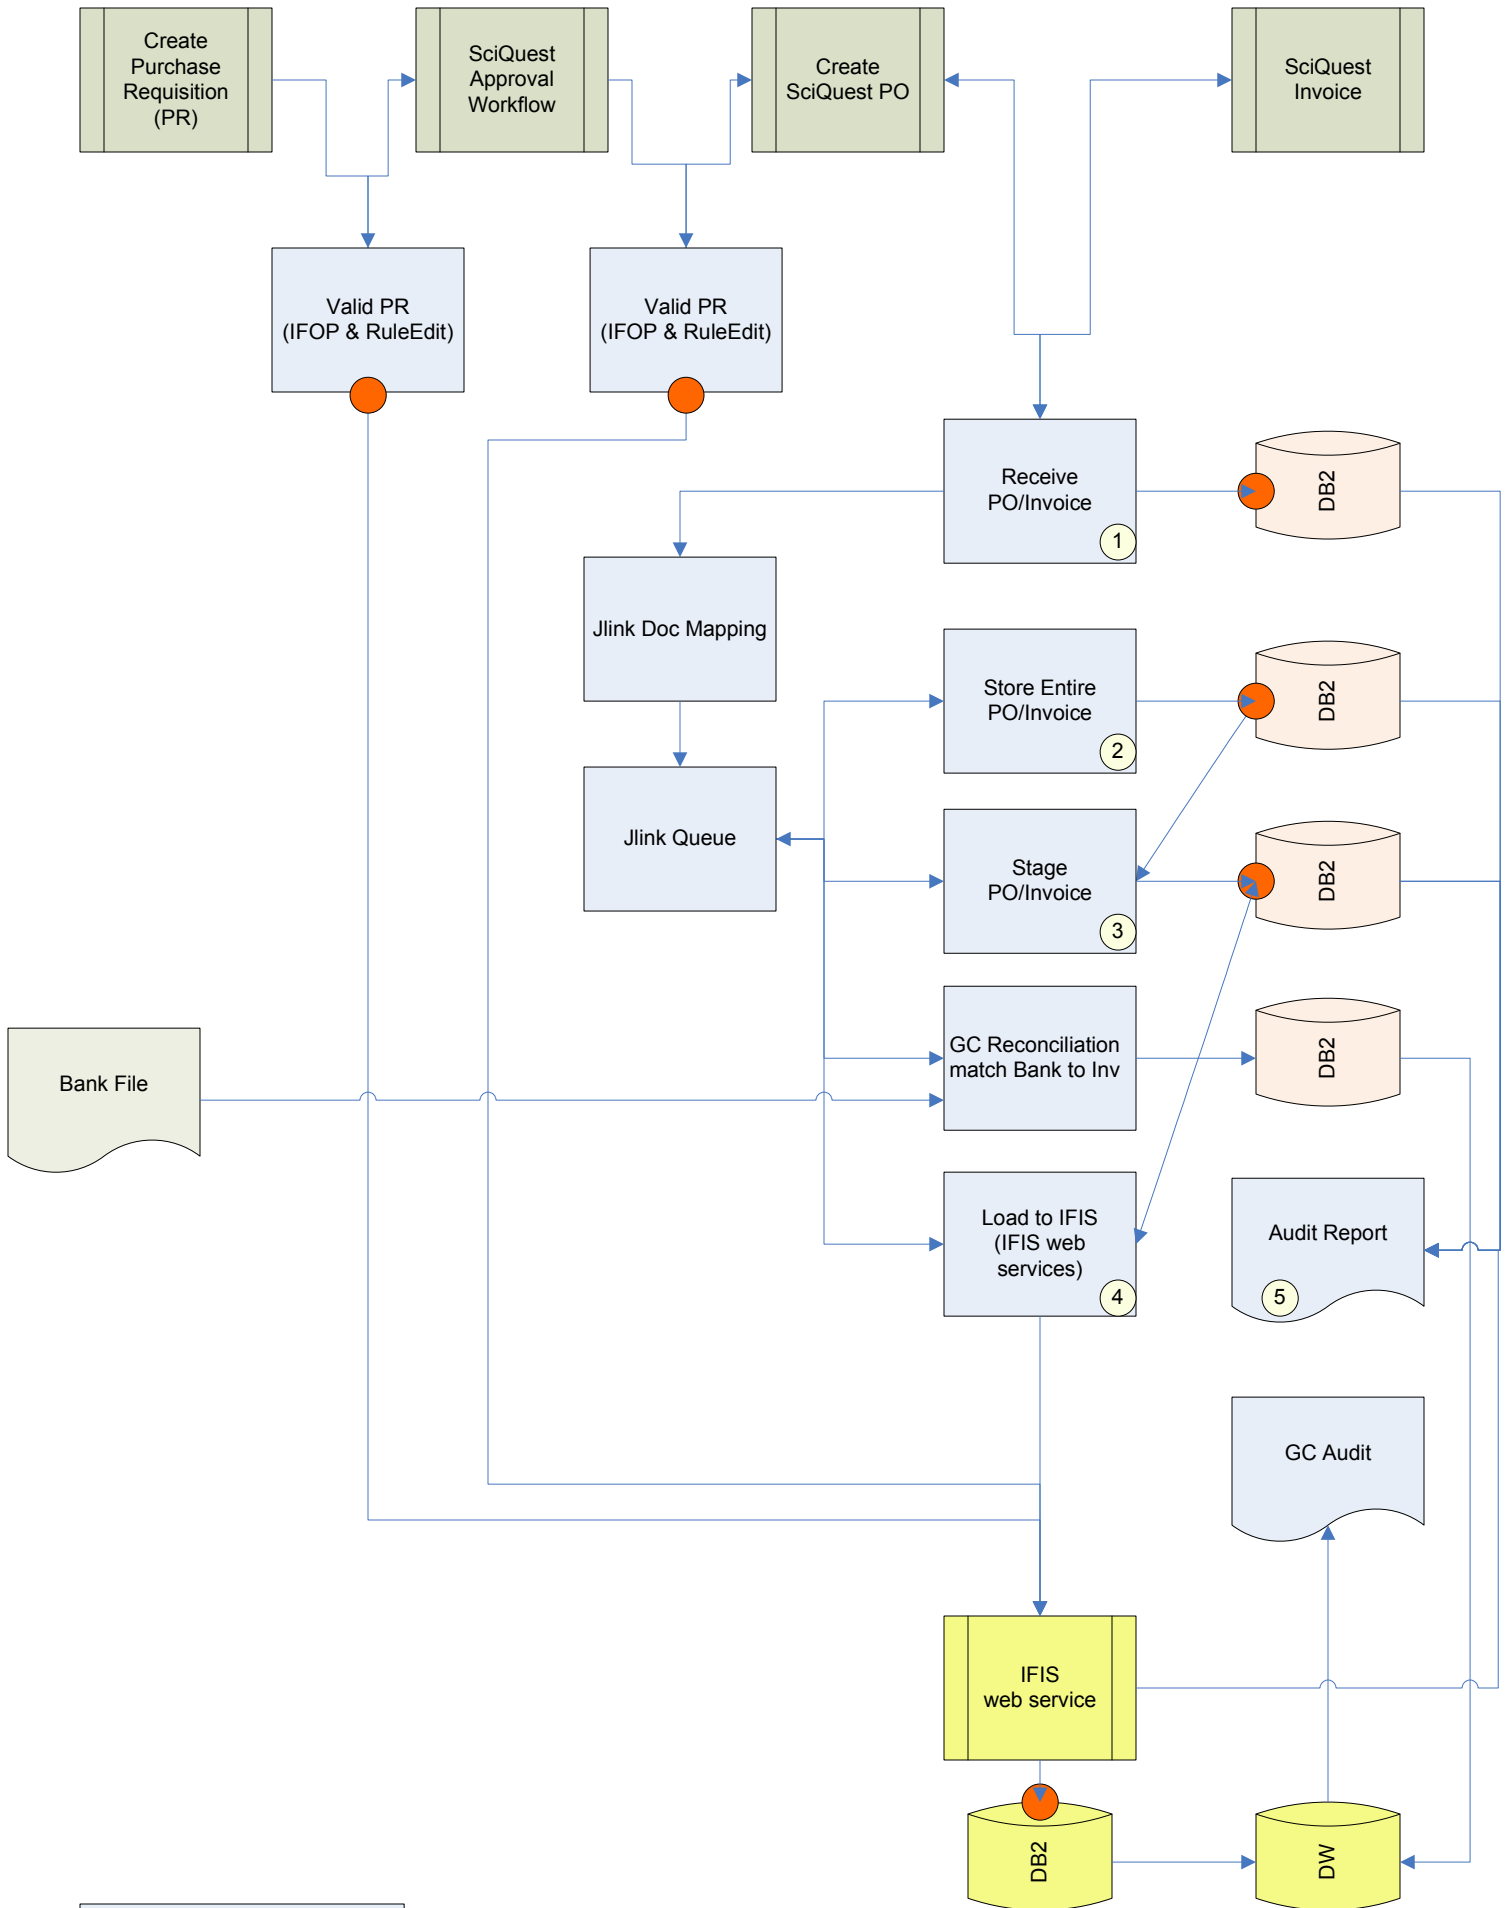 Create
Purchase
Requisition
(PR)
SciQuest
Approval
Workflow
Create
SciQuest PO
SciQuest
Invoice
Valid PR
(IFOP & RuleEdit)
Valid PR
(IFOP & RuleEdit)
Receive
PO/Invoice
1
DB2
Jlink Doc Mapping
Store Entire
PO/Invoice
2
DB2
Jlink Queue
Stage
PO/Invoice
3
DB2
Bank File
GC Reconciliation
match Bank to Inv
DB2
Load to IFIS
(IFIS web
services)
4
Audit Report
5
GC Audit
IFIS
web service
DB2
DW